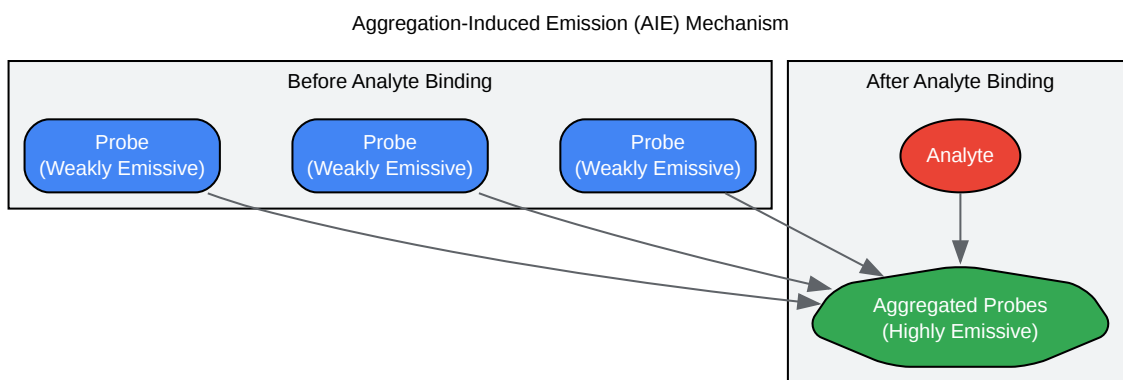 Aggregation-Induced Emission (AIE) Mechanism
Before Analyte Binding
After Analyte Binding
Probe
(Weakly Emissive)
Probe
(Weakly Emissive)
Probe
(Weakly Emissive)
Analyte
Aggregated Probes
(Highly Emissive)